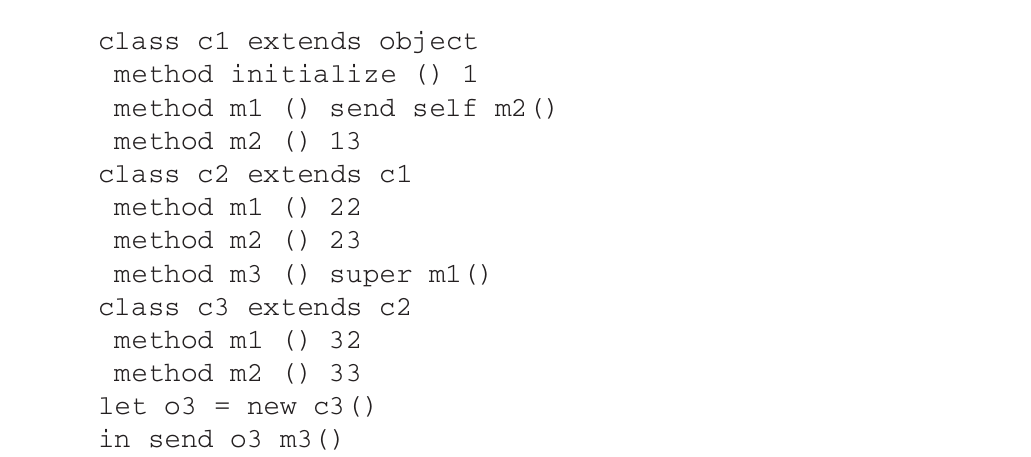 class c1 extends object
 method initialize () 1
 method m1 () send self m2()
 method m2 () 13
class c2 extends c1
 method m1 () 22
 method m2 () 23
 method m3 () super m1()
class c3 extends c2
 method m1 () 32
 method m2 () 33
let o3 = new c3()
in send o3 m3()